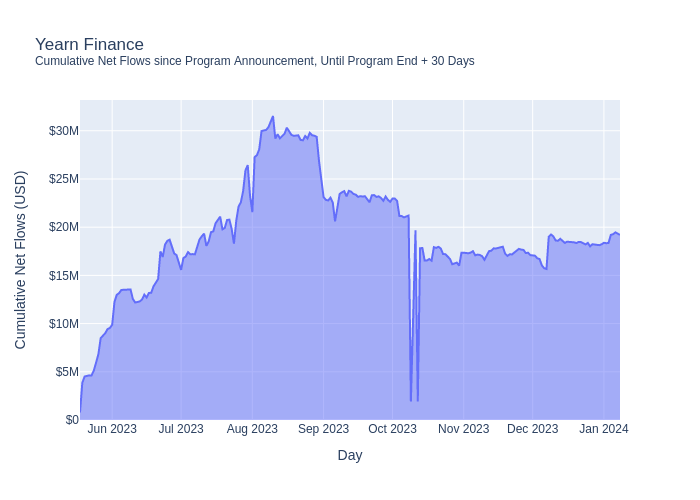 Yearn Finance
Cumulative Net Flows since Program Announcement, Until Program End + 30 Days
Cumulative Net Flows (USD)
$30M
$25M
$20M
$15M
$10M
$5M
$0
Jun 2023
Jul 2023
Aug 2023
Sep 2023
Oct 2023
Nov 2023
Dec 2023
Jan 2024
Day